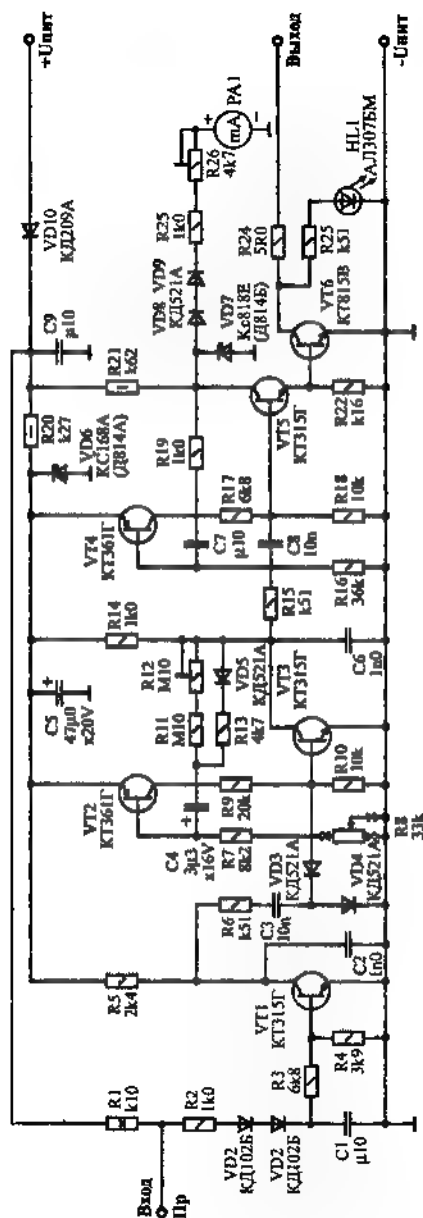 +Uпит
Выход
-Uпит
VD10
КД209А
C9
µ10
R20
k27
VD6
КС168А
(Д814А)
R21
k62
R19
1k0
VD8
VD9
КД521А
VD7
Кс818Е
(Д814Б)
R25
1k0
R26
4k7
PA1
+
mA
-
R24
5R0
R25
k51
HL1
АЛ307БМ
VT6
КТ815В
VT5
КТ315Г
R22
k16
VT4
КТ361Г
R17
6k8
C7
µ10
C8
10n
R18
10k
R16
36k
R15
k51
R14
1k0
C5
47µ0
x20V
+
R12
М10
R11
М10
VD5
КД521А
R13
4k7
VT3
КТ315Г
C6
1n0
VT2
КТ361Г
C4
3µ3
x16V
+
R9
20k
R7
8k2
R10
10k
R8
33k
VD3
КД521А
VD4
КД521А
R6
k51
C3
10n
C2
1n0
R5
2k4
VT1
КТ315Г
R3
6k8
R4
3k9
R1
k10
R2
1k0
VD2
КД102Б
VD2
КД102Б
C1
µ10
Вход
Пр